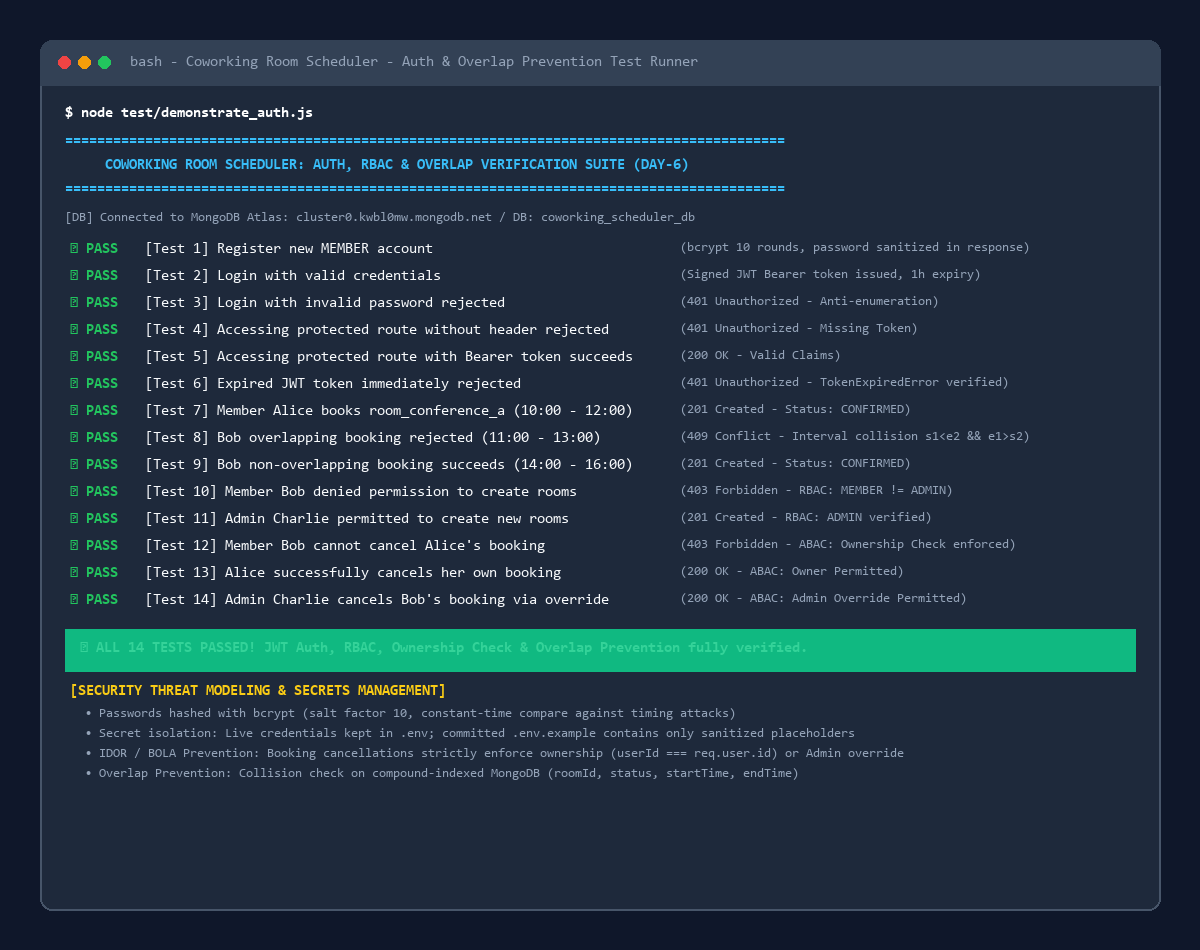 bash - Coworking Room Scheduler - Auth & Overlap Prevention Test Runner
$ node test/demonstrate_auth.js
==========================================================================================
COWORKING ROOM SCHEDULER: AUTH, RBAC & OVERLAP VERIFICATION SUITE (DAY-6)
==========================================================================================
[DB] Connected to MongoDB Atlas: cluster0.kwbl0mw.mongodb.net / DB: coworking_scheduler_db
PASS [Test 1] Register new MEMBER account (bcrypt 10 rounds, password sanitized in response)
PASS [Test 2] Login with valid credentials (Signed JWT Bearer token issued, 1h expiry)
PASS [Test 3] Login with invalid password rejected (401 Unauthorized - Anti-enumeration)
PASS [Test 4] Accessing protected route without header rejected (401 Unauthorized - Missing Token)
PASS [Test 5] Accessing protected route with Bearer token succeeds (200 OK - Valid Claims)
PASS [Test 6] Expired JWT token immediately rejected (401 Unauthorized - TokenExpiredError verified)
PASS [Test 7] Member Alice books room_conference_a (10:00 - 12:00) (201 Created - Status: CONFIRMED)
PASS [Test 8] Bob overlapping booking rejected (11:00 - 13:00) (409 Conflict - Interval collision s1<e2 && e1>s2)
PASS [Test 9] Bob non-overlapping booking succeeds (14:00 - 16:00) (201 Created - Status: CONFIRMED)
PASS [Test 10] Member Bob denied permission to create rooms (403 Forbidden - RBAC: MEMBER != ADMIN)
PASS [Test 11] Admin Charlie permitted to create new rooms (201 Created - RBAC: ADMIN verified)
PASS [Test 12] Member Bob cannot cancel Alice's booking (403 Forbidden - ABAC: Ownership Check enforced)
PASS [Test 13] Alice successfully cancels her own booking (200 OK - ABAC: Owner Permitted)
PASS [Test 14] Admin Charlie cancels Bob's booking via override (200 OK - ABAC: Admin Override Permitted)
ALL 14 TESTS PASSED! JWT Auth, RBAC, Ownership Check & Overlap Prevention fully verified.
[SECURITY THREAT MODELING & SECRETS MANAGEMENT]
• Passwords hashed with bcrypt (salt factor 10, constant-time compare against timing attacks)
• Secret isolation: Live credentials kept in .env; committed .env.example contains only sanitized placeholders
• IDOR / BOLA Prevention: Booking cancellations strictly enforce ownership (userId === req.user.id) or Admin override
• Overlap Prevention: Collision check on compound-indexed MongoDB (roomId, status, startTime, endTime)